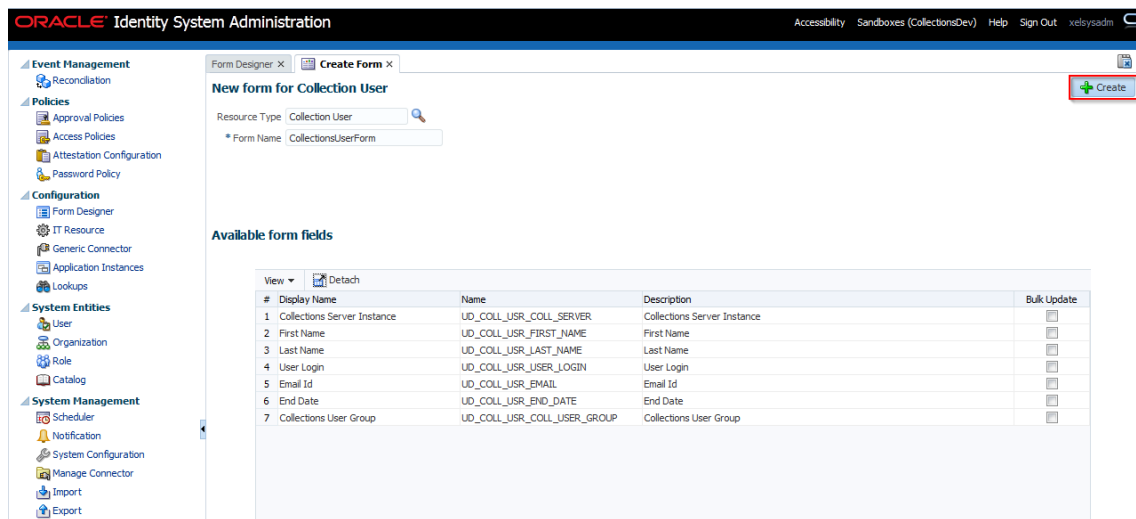 ORACLE Identity System Administration
Accessibility Sandboxes (CollectionsDev) Help Sign Out xelsysadm
Event Management
Reconciliation
Policies
Approval Policies
Access Policies
Attestation Configuration
Password Policy
Configuration
Form Designer
IT Resource
Generic Connector
Application Instances
Lookups
System Entities
User
Organization
Role
Catalog
System Management
Scheduler
Notification
System Configuration
Manage Connector
Import
Export
Form Designer × Create Form ×
New form for Collection User
Create
Resource Type Collection User
* Form Name CollectionsUserForm
Available form fields
View Detach
# Display Name Name Description Bulk Update
1 Collections Server Instance UD_COLL_USR_COLL_SERVER Collections Server Instance
2 First Name UD_COLL_USR_FIRST_NAME First Name
3 Last Name UD_COLL_USR_LAST_NAME Last Name
4 User Login UD_COLL_USR_USER_LOGIN User Login
5 Email Id UD_COLL_USR_EMAIL Email Id
6 End Date UD_COLL_USR_END_DATE End Date
7 Collections User Group UD_COLL_USR_COLL_USER_GROUP Collections User Group